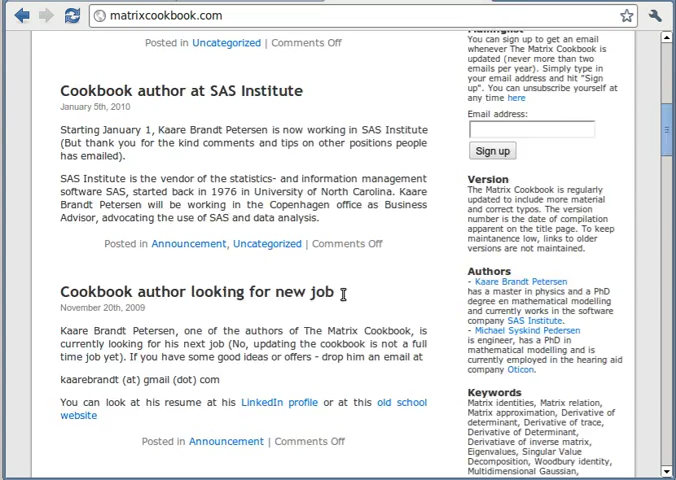 matrixcookbook.com
Posted in Uncategorized | Comments Off
Cookbook author at SAS Institute
January 5th, 2010
Starting January 1, Kaare Brandt Petersen is now working in SAS Institute
(But thank you for the kind comments and tips on other positions people
has emailed).
SAS Institute is the vendor of the statistics- and information management
software SAS, started back in 1976 in University of North Carolina. Kaare
Brandt Petersen will be working in the Copenhagen office as Business
Advisor, advocating the use of SAS and data analysis.
Posted in Announcement, Uncategorized | Comments Off
Cookbook author looking for new job
November 20th, 2009
Kaare Brandt Petersen, one of the authors of The Matrix Cookbook, is
currently looking for his next job (No, updating the cookbook is not a full
time job yet). If you have some good ideas or offers - drop him an email at
kaarebrandt (at) gmail (dot) com
You can look at his resume at his LinkedIn profile or at this old school
website
Posted in Announcement | Comments Off
Mailinglist
You can sign up to get an email
whenever The Matrix Cookbook is
updated (never more than two
emails per year). Simply type in
your email address and hit "Sign
up". You can unsubscribe yourself at
any time here
Email address:
Sign up
Version
The Matrix Cookbook is regularly
updated to include more material
and correct typos. The version
number is the date of compilation
apparent on the title page. To keep
maintanence low, links to older
versions are not maintained.
Authors
- Kaare Brandt Petersen
has a master in physics and a PhD
degree en mathematical modelling
and currently works in the software
company SAS Institute.
- Michael Syskind Pedersen
is engineer, has a PhD in
mathematical modelling and is
currently employed in the hearing aid
company Oticon.
Keywords
Matrix identities, Matrix relation,
Matrix approximation, Derivative of
determinant, Derivative of trace,
Derivative of Determinant,
Derivatiave of inverse matrix,
Eigenvalues, Singular Value
Decomposition, Woodbury identity,
Multidimensional Gaussian,